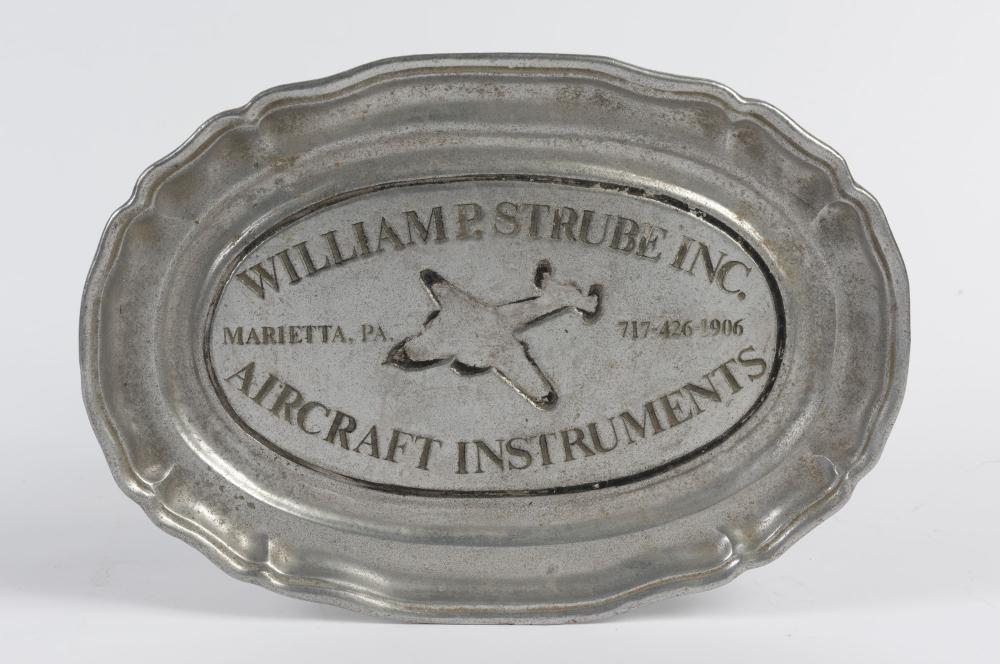 WILLIAM P. STRUBE INC.
MARIETTA, PA. 717-426-1906
AIRCRAFT INSTRUMENTS